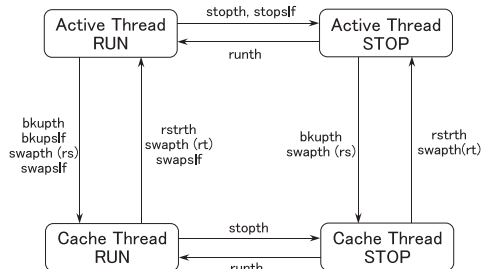 stopth, stopslf
Active Thread
RUN
Active Thread
STOP
runth
bkupth
bkupslf
swapth (rs)
swapslf
rstrth
swapth (rt)
swapslf
bkupth
swapth (rs)
rstrth
swapth(rt)
stopth
Cache Thread
RUN
Cache Thread
STOP
runth